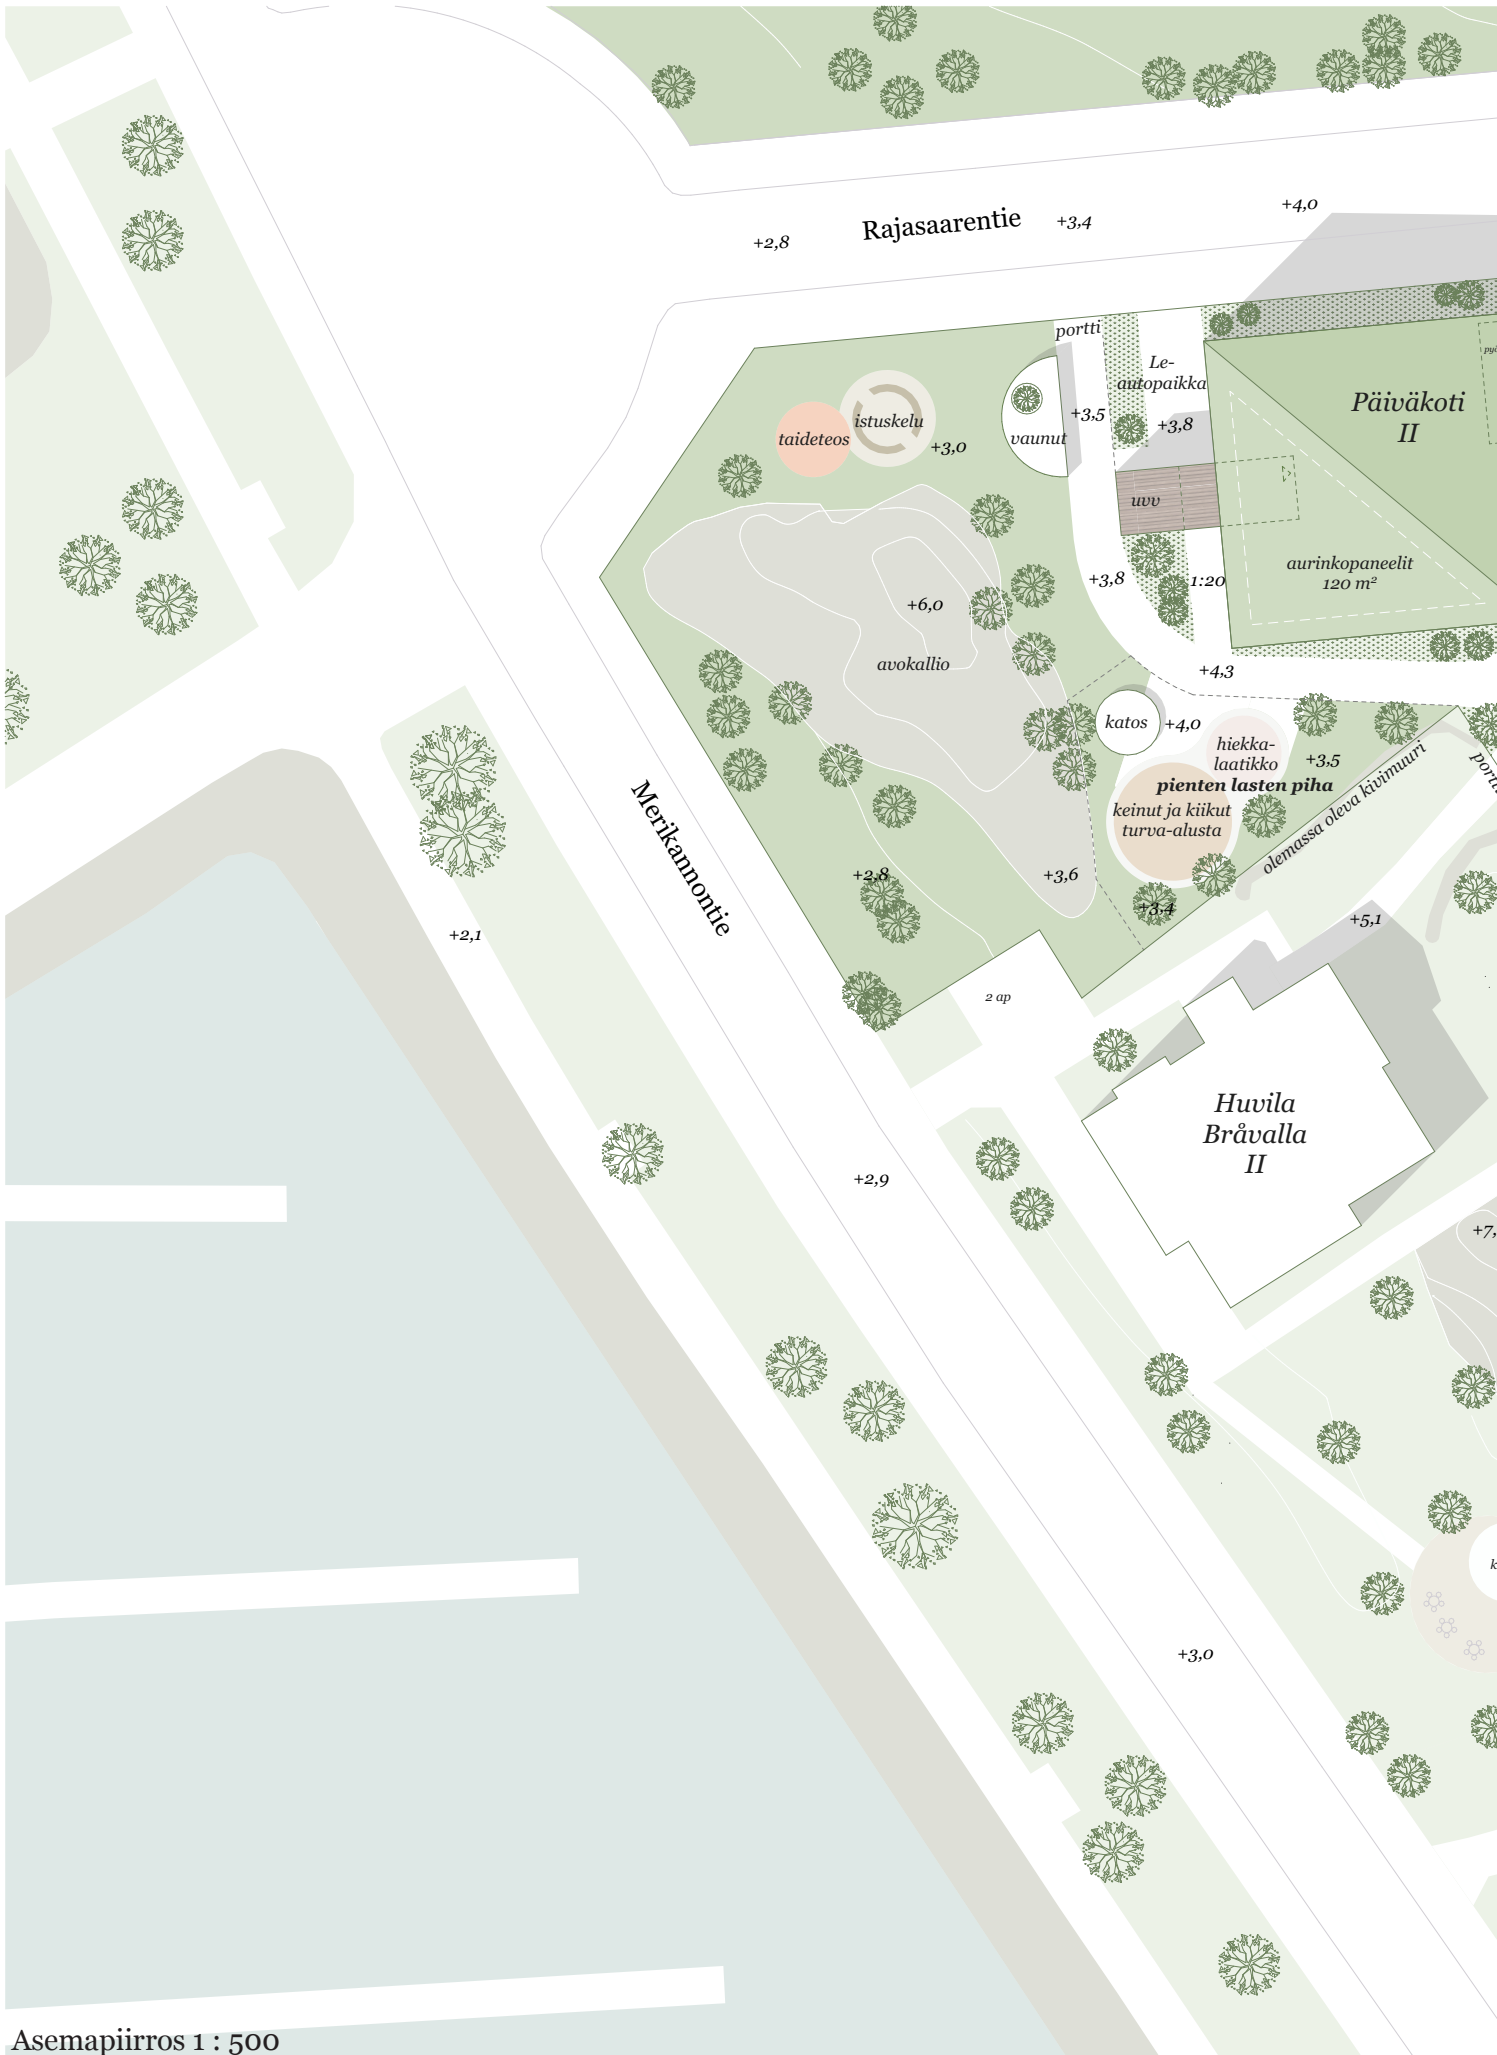 +4,0
Rajasaarentie
+3,4
+2,8
portti
Le-
autopaikka
Päiväkoti
II
taideteos
istuskelu
+3,0
vaunut
+3,5
+3,8
uvv
aurinkopaneelit
120 m²
+3,8
1:20
+6,0
avokallio
+4,3
katos
+4,0
hiekka-
laatikko
+3,5
pienten lasten piha
keinut ja kiikut
turva-alusta
olemassa oleva kivimuuri
portti
Merikannontie
+2,8
+3,6
+3,4
+5,1
+2,1
2 ap
Huvila
Bråvalla
II
+2,9
+7,
+3,0
Asemapiirros 1 : 500